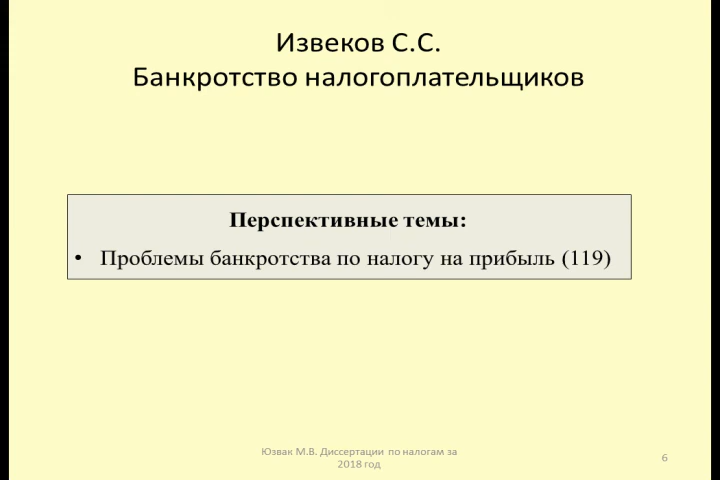 Извеков С.С.
Банкротство налогоплательщиков
Перспективные темы:
• Проблемы банкротства по налогу на прибыль (119)
Юзвак М.В. Диссертации по налогам за
2018 год
6